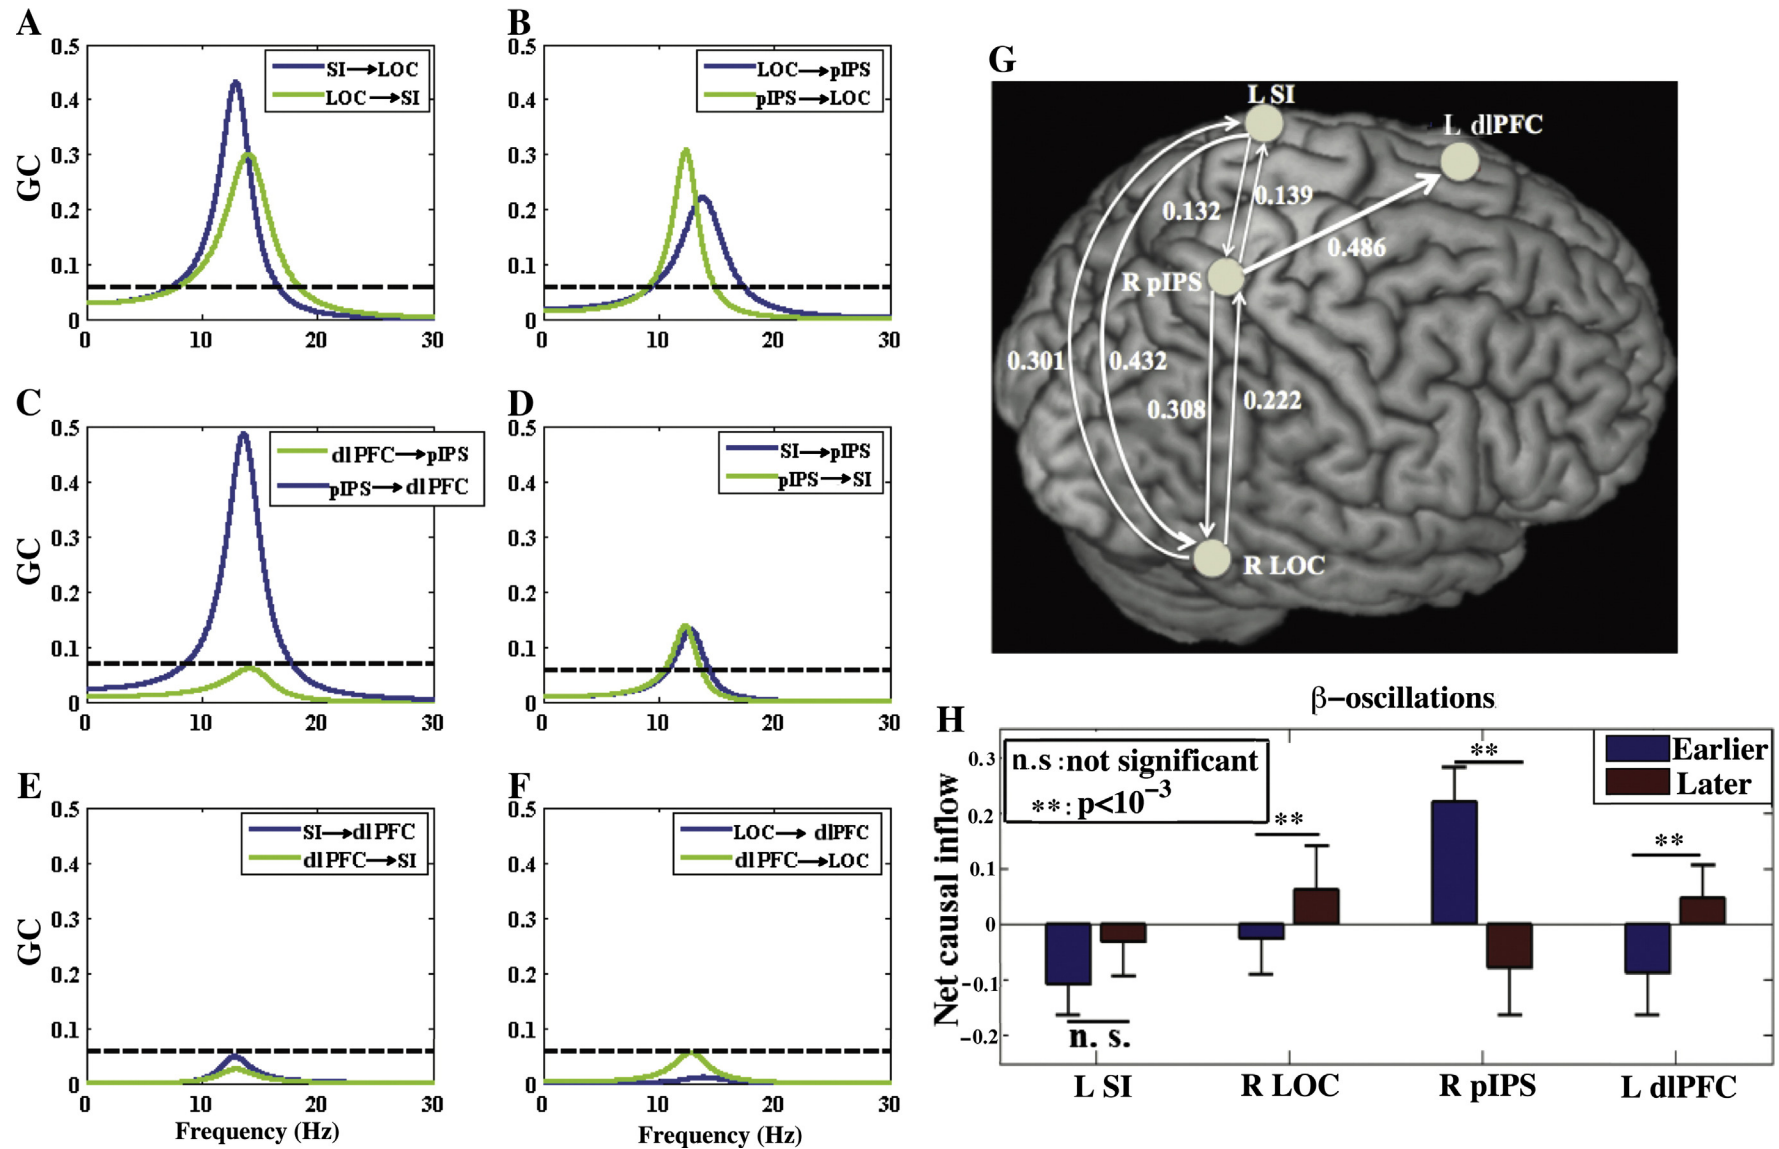 A
0.5
0.4
0.3
0.2
0.1
0
GC
SI→LOC
LOC→SI
0 10 20 30
B
0.5
0.4
0.3
0.2
0.1
0
LOC→pIPS
pIPS→LOC
0 10 20 30
C
0.5
0.4
0.3
0.2
0.1
0
GC
dlPFC→pIPS
pIPS→dlPFC
0 10 20 30
D
0.5
0.4
0.3
0.2
0.1
0
SI→pIPS
pIPS→SI
0 10 20 30
E
0.5
0.4
0.3
0.2
0.1
0
GC
SI→dlPFC
dlPFC→SI
0 10 20 30
Frequency (Hz)
F
0.5
0.4
0.3
0.2
0.1
0
LOC→ dlPFC
dlPFC→LOC
0 10 20 30
Frequency (Hz)
G
L SI
L dlPFC
0.132
0.139
0.486
R pIPS
0.301
0.432
0.308
0.222
R LOC
H
β-oscillations
n.s :not significant
**: p<10−3
Earlier
Later
Net causal inflow
0.3
0.2
0.1
0
−0.1
−0.2
n. s.
**
**
**
L SI R LOC R pIPS L dlPFC